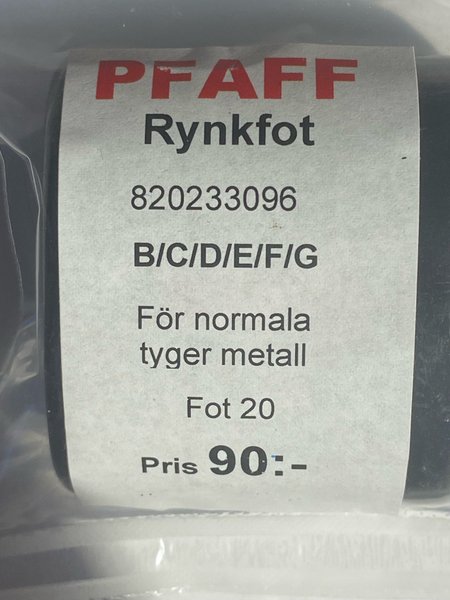 PFAFF
Rynkfot
820233096
B/C/D/E/F/G
För normala
tyger metall
Fot 20
Pris 90:-